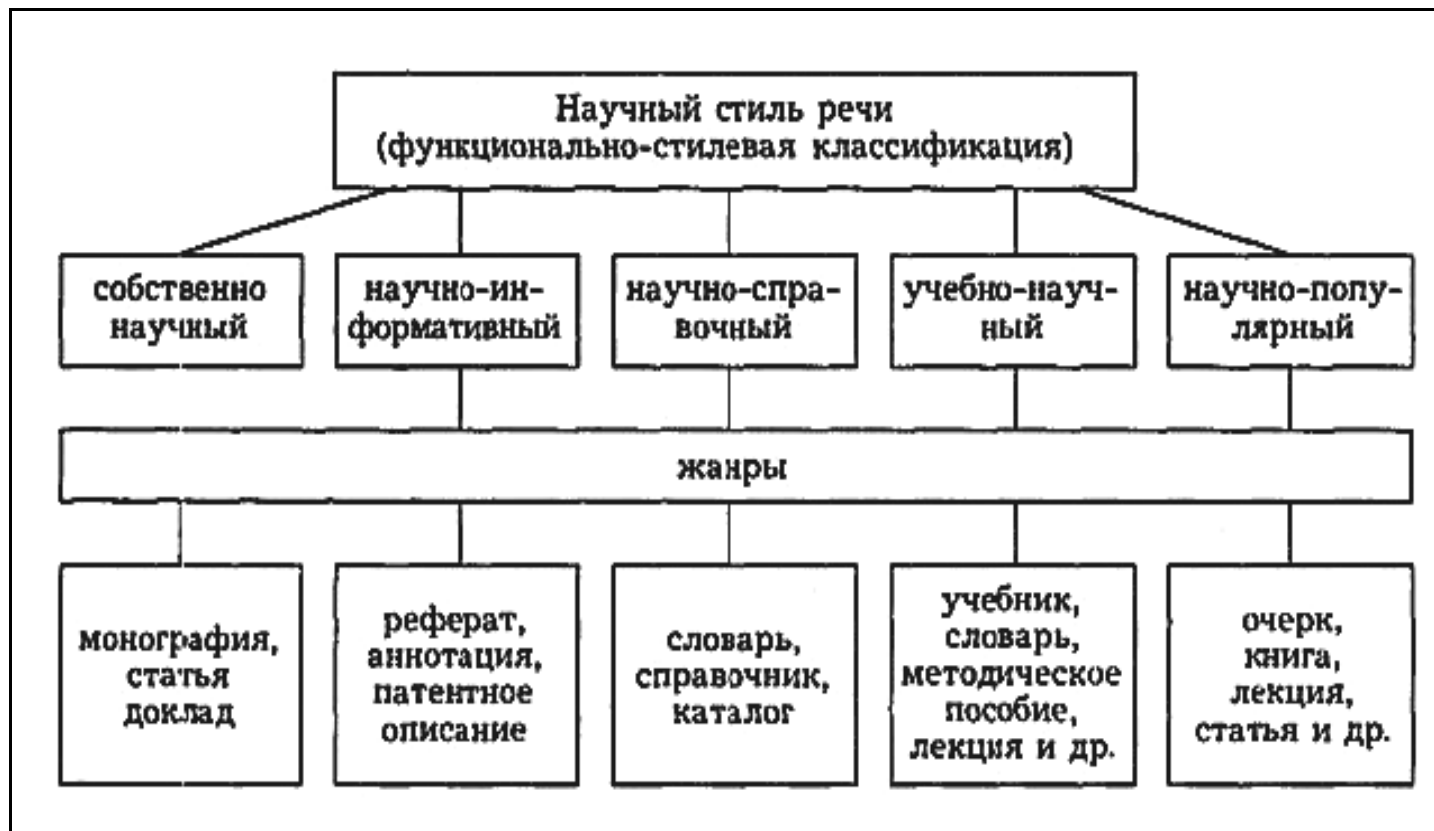 Научный стиль речи
(функционально-стилевая классификация)
собственно
научный
научно-ин-
формативный
научно-спра-
вочный
учебно-науч-
ный
научно-попу-
лярный
жанры
монография,
статья
доклад
реферат,
аннотация,
патентное
описание
словарь,
справочник,
каталог
учебник,
словарь,
методическое
пособие,
лекция и др.
очерк,
книга,
лекция,
статья и др.